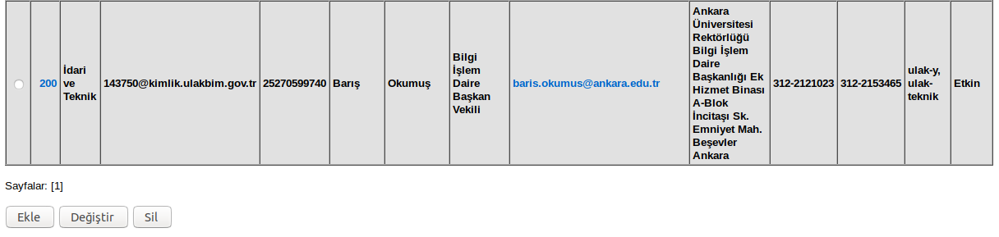 200
İdari
ve
Teknik
143750@kimlik.ulakbim.gov.tr
25270599740
Barış
Okumuş
Bilgi
İşlem
Daire
Başkan
Vekili
baris.okumus@ankara.edu.tr
Ankara
Üniversitesi
Rektörlüğü
Bilgi İşlem
Daire
Başkanlığı Ek
Hizmet Binası
A-Blok
İncitaşı Sk.
Emniyet Mah.
Beşevler
Ankara
312-2121023
312-2153465
ulak-y,
ulak-
teknik
Etkin
Sayfalar: [1]
Ekle
Değiştir
Sil